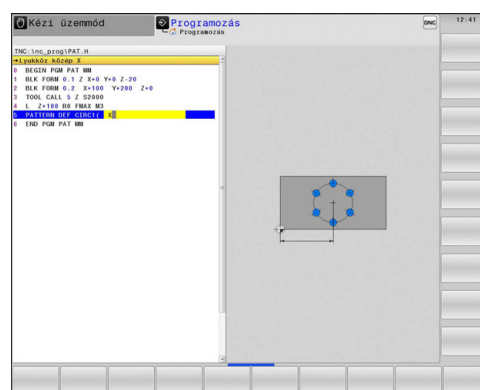 Kézi üzemmód
Programozás
Programozás
DNC
12:41
TNC:\nc_prog\PAT.H
→Lyukkör közép X
0 BEGIN PGM PAT MM
1 BLK FORM 0.1 Z X+0 Y+0 Z-20
2 BLK FORM 0.2 X+100 Y+200 Z+0
3 TOOL CALL 5 Z S2000
4 L Z+100 R0 FMAX M3
5 PATTERN DEF CIRC1( X
6 END PGM PAT MM